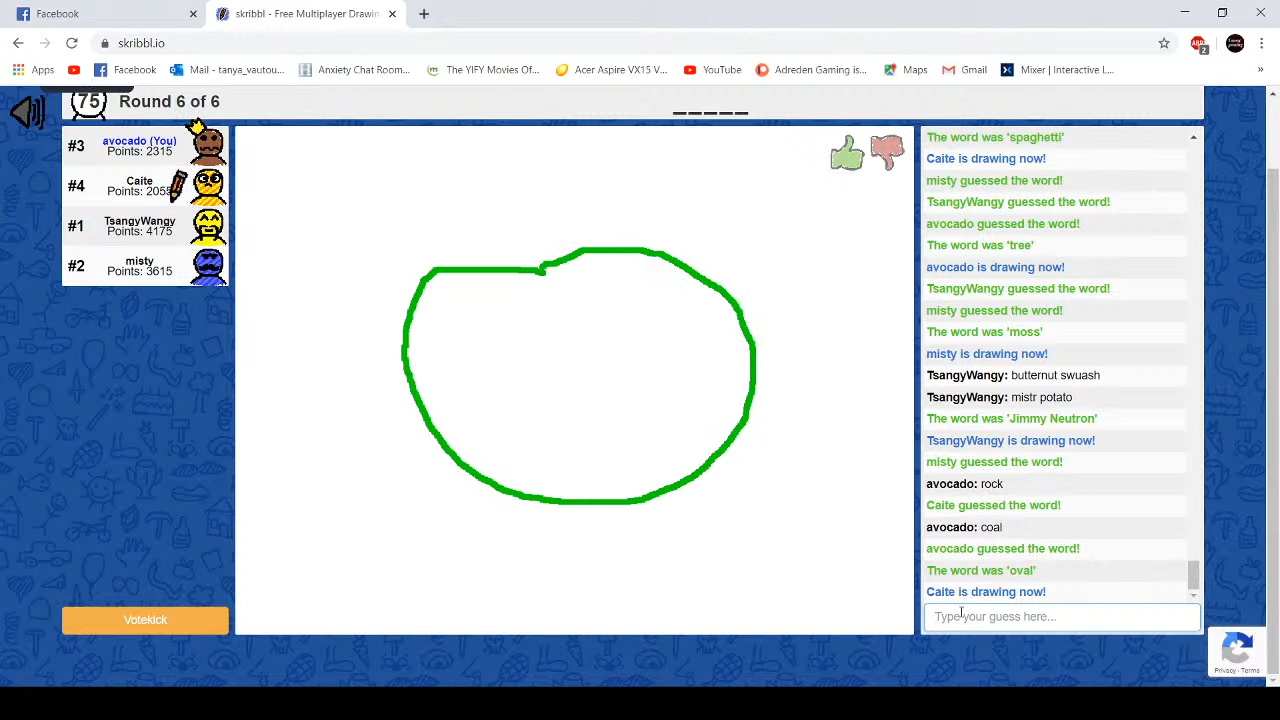 Facebook
skribbl - Free Multiplayer Drawin
skribbl.io
Apps
Facebook
Mail - tanya_vautou...
Anxiety Chat Room...
The YIFY Movies Of...
Acer Aspire VX15 V...
YouTube
Adreden Gaming is...
Maps
Gmail
Mixer | Interactive L...
75 Round 6 of 6
_____
#3 avocado (You)
Points: 2315
#4 Caite
Points: 2055
#1 TsangyWangy
Points: 4175
#2 misty
Points: 3615
Votekick
The word was 'spaghetti'
Caite is drawing now!
misty guessed the word!
TsangyWangy guessed the word!
avocado guessed the word!
The word was 'tree'
avocado is drawing now!
TsangyWangy guessed the word!
misty guessed the word!
The word was 'moss'
misty is drawing now!
TsangyWangy: butternut swuash
TsangyWangy: mistr potato
The word was 'Jimmy Neutron'
TsangyWangy is drawing now!
misty guessed the word!
avocado: rock
Caite guessed the word!
avocado: coal
avocado guessed the word!
The word was 'oval'
Caite is drawing now!
Type your guess here...
Privacy - Terms